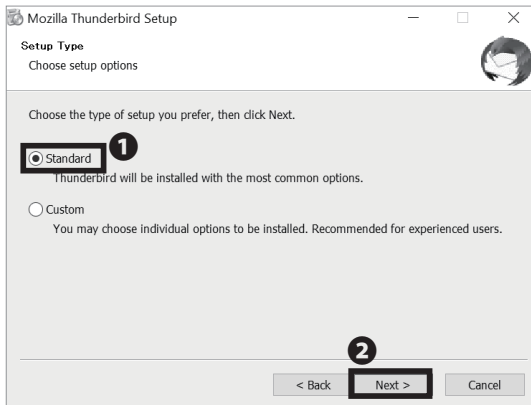 Mozilla Thunderbird Setup
Setup Type
Choose setup options
Choose the type of setup you prefer, then click Next.
1
Standard
Thunderbird will be installed with the most common options.
Custom
You may choose individual options to be installed. Recommended for experienced users.
2
< Back Next > Cancel